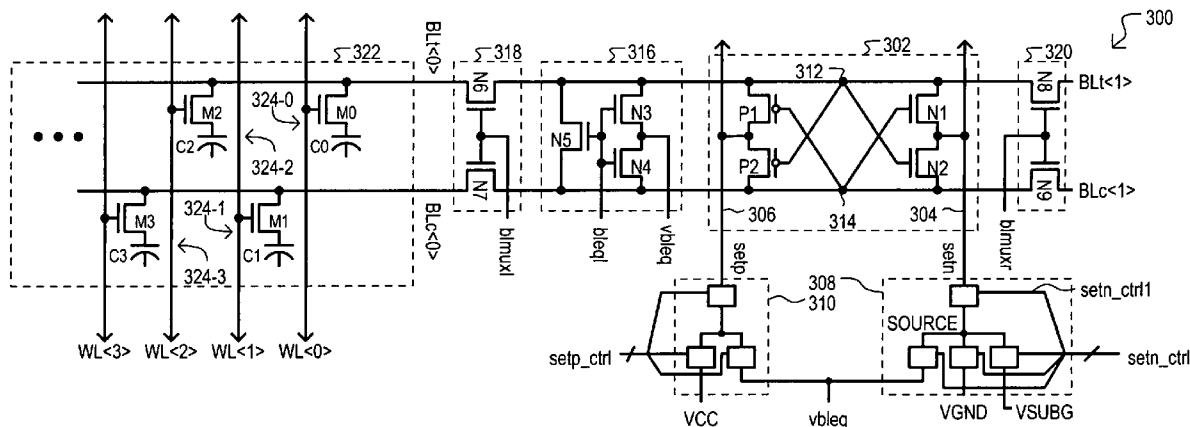 300
322
BLt<0>
318
316
302
320
312
N6
N8
BLt<1>
M2
324-0
M0
N3
P1
N1
N5
C2
C0
N4
P2
N2
324-2
N7
N9
BLc<1>
M3
324-1
M1
BLc<0>
blmuxl
bleql
vbleq
306
314
304
blmuxr
C3
C1
324-3
setp
setn
308
310
setn_ctrl1
SOURCE
WL<3>
WL<2>
WL<1>
WL<0>
setp_ctrl
setn_ctrl
VCC
vbleq
VGND
VSUBG